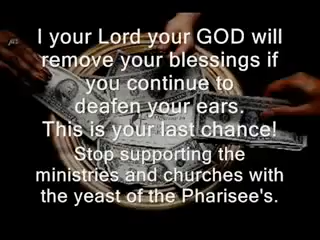 I your Lord your GOD will
remove your blessings if
you continue to
deafen your ears.
This is your last chance!
Stop supporting the
ministries and churches with
the yeast of the Pharisee's.